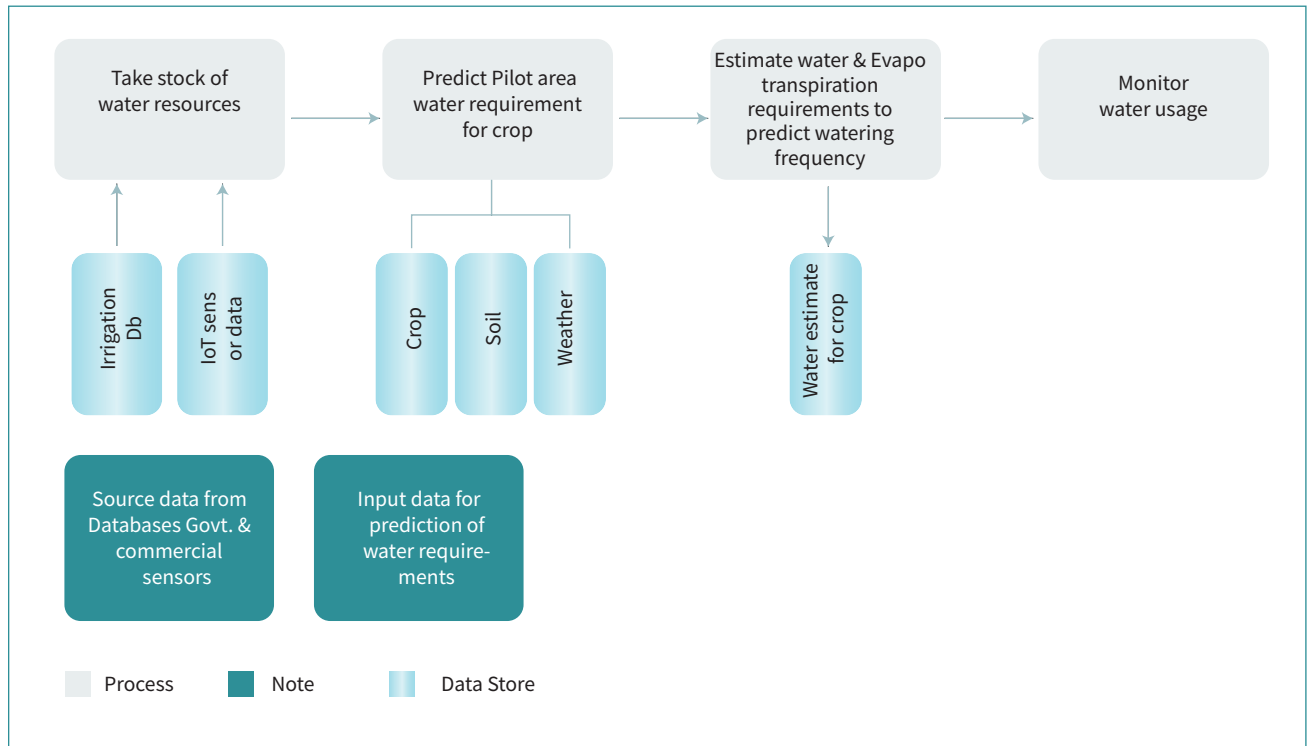 Take stock of
water resources
Predict Pilot area
water requirement
for crop
Estimate water & Evapo
transpiration
requirements to
predict watering
frequency
Monitor
water usage
Irrigation
Db
IoT sens
or data
Crop
Soil
Weather
Water estimate
for crop
Source data from
Databases Govt. &
commercial
sensors
Input data for
prediction of
water require-
ments
Process
Note
Data Store